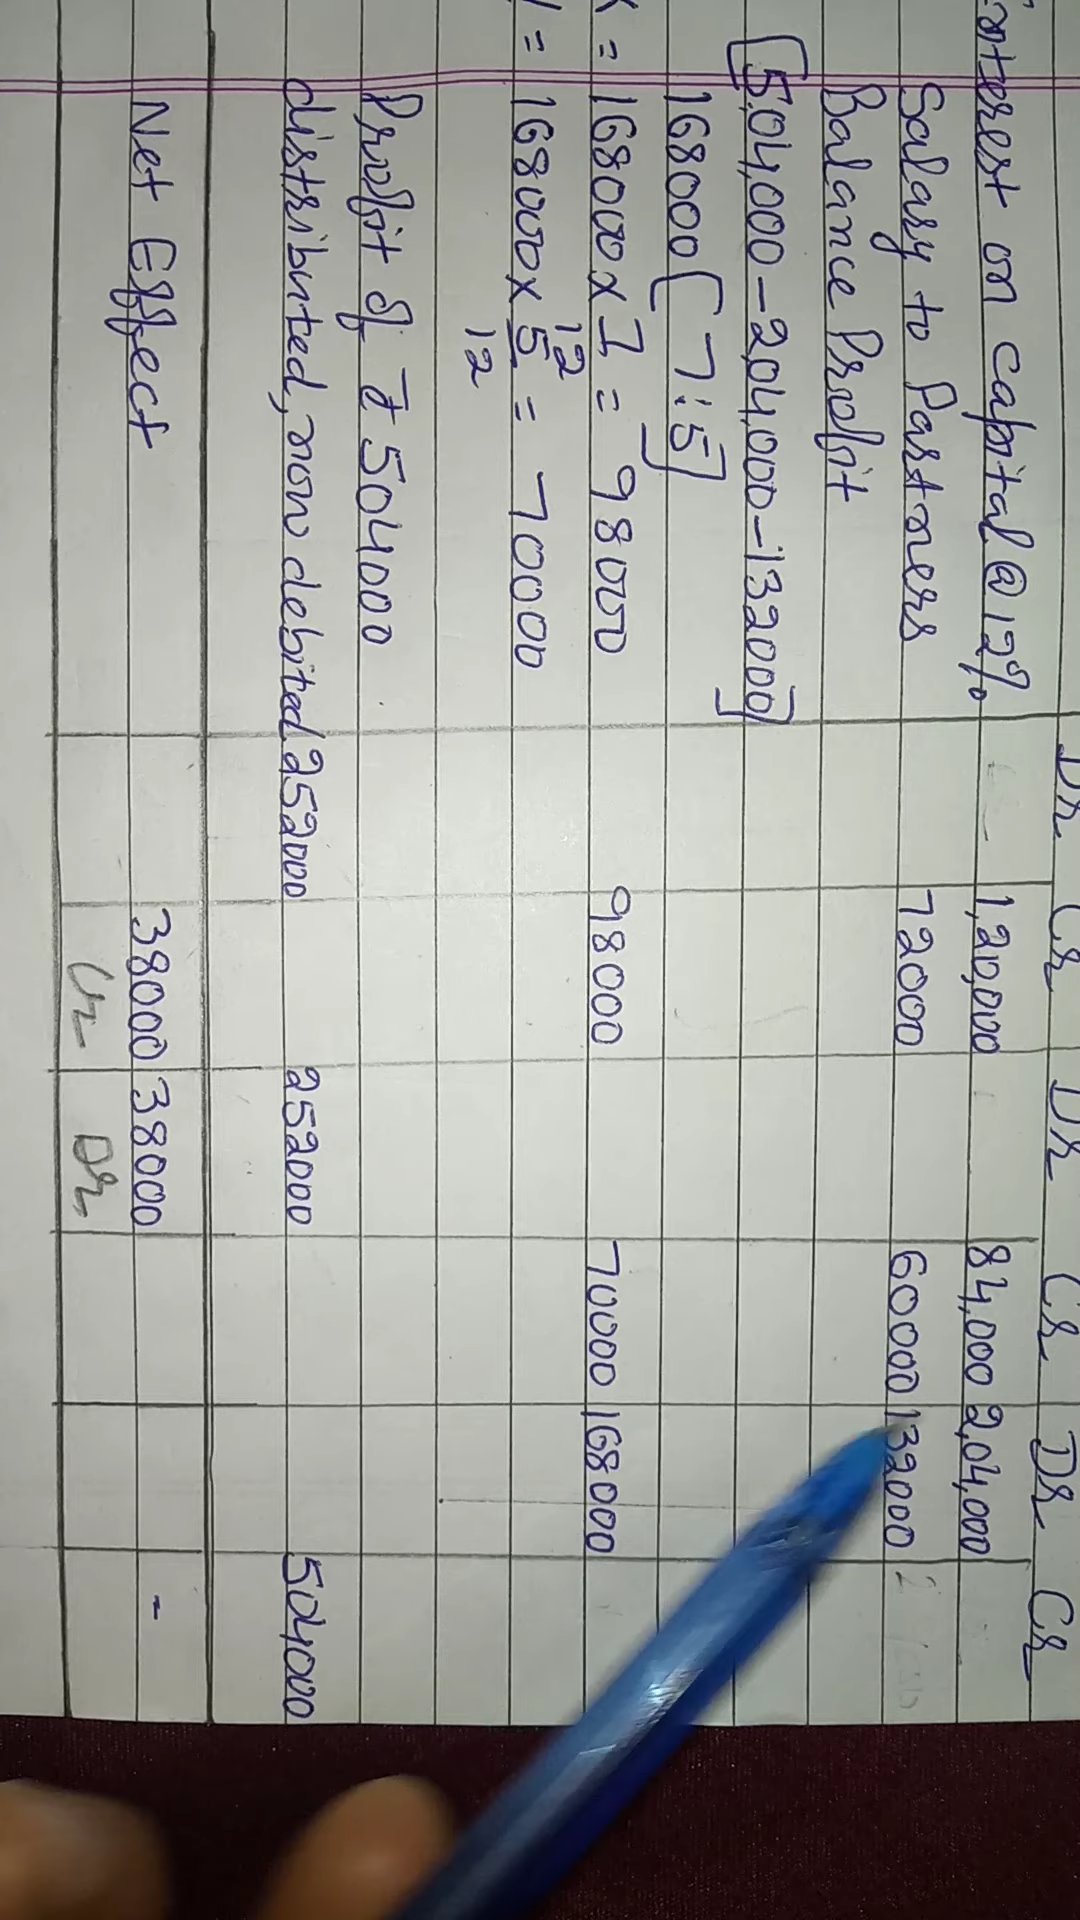 Dr Cr Dr Cr Dr Cr
Interest on capital @ 12% 1,20,000 84,000 2,04,000
Salary to Partners 72000 60000 132000
Balance Profit
[5,04,000-2,04,000-132000]
168000 [7:5]
X = 168000 x 7/12 = 98000 98000 70000 168000
= 168000 x 5/12 = 70000
Profit of ₹ 504000
distributed, now debited 252000 252000 504000
Net Effect 38000 38000 -
Cr Dr